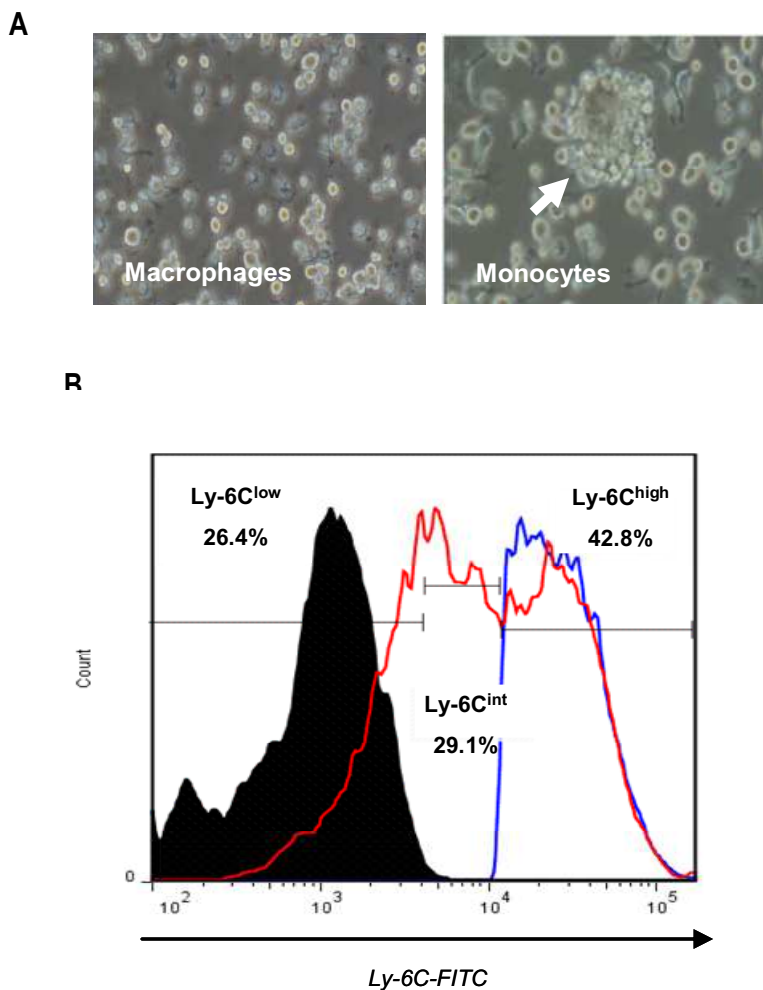 A
Macrophages
Monocytes
B
Ly-6Clow
26.4%
Ly-6Chigh
42.8%
Ly-6Cint
29.1%
Count
0
10²
10³
10⁴
10⁵
Ly-6C-FITC